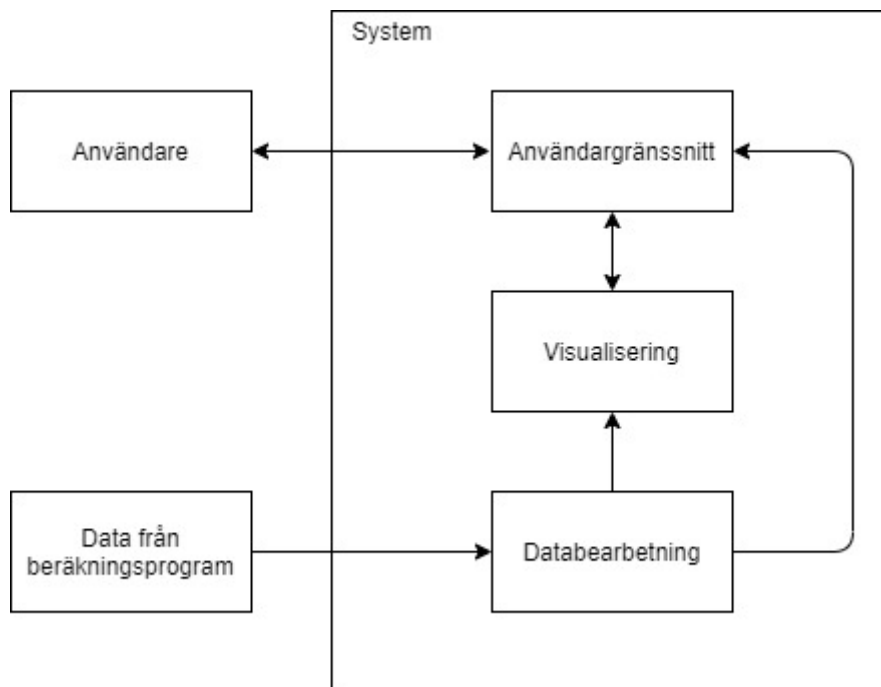 System
Användare
Användargränssnitt
Visualisering
Data från
beräkningsprogram
Databearbetning